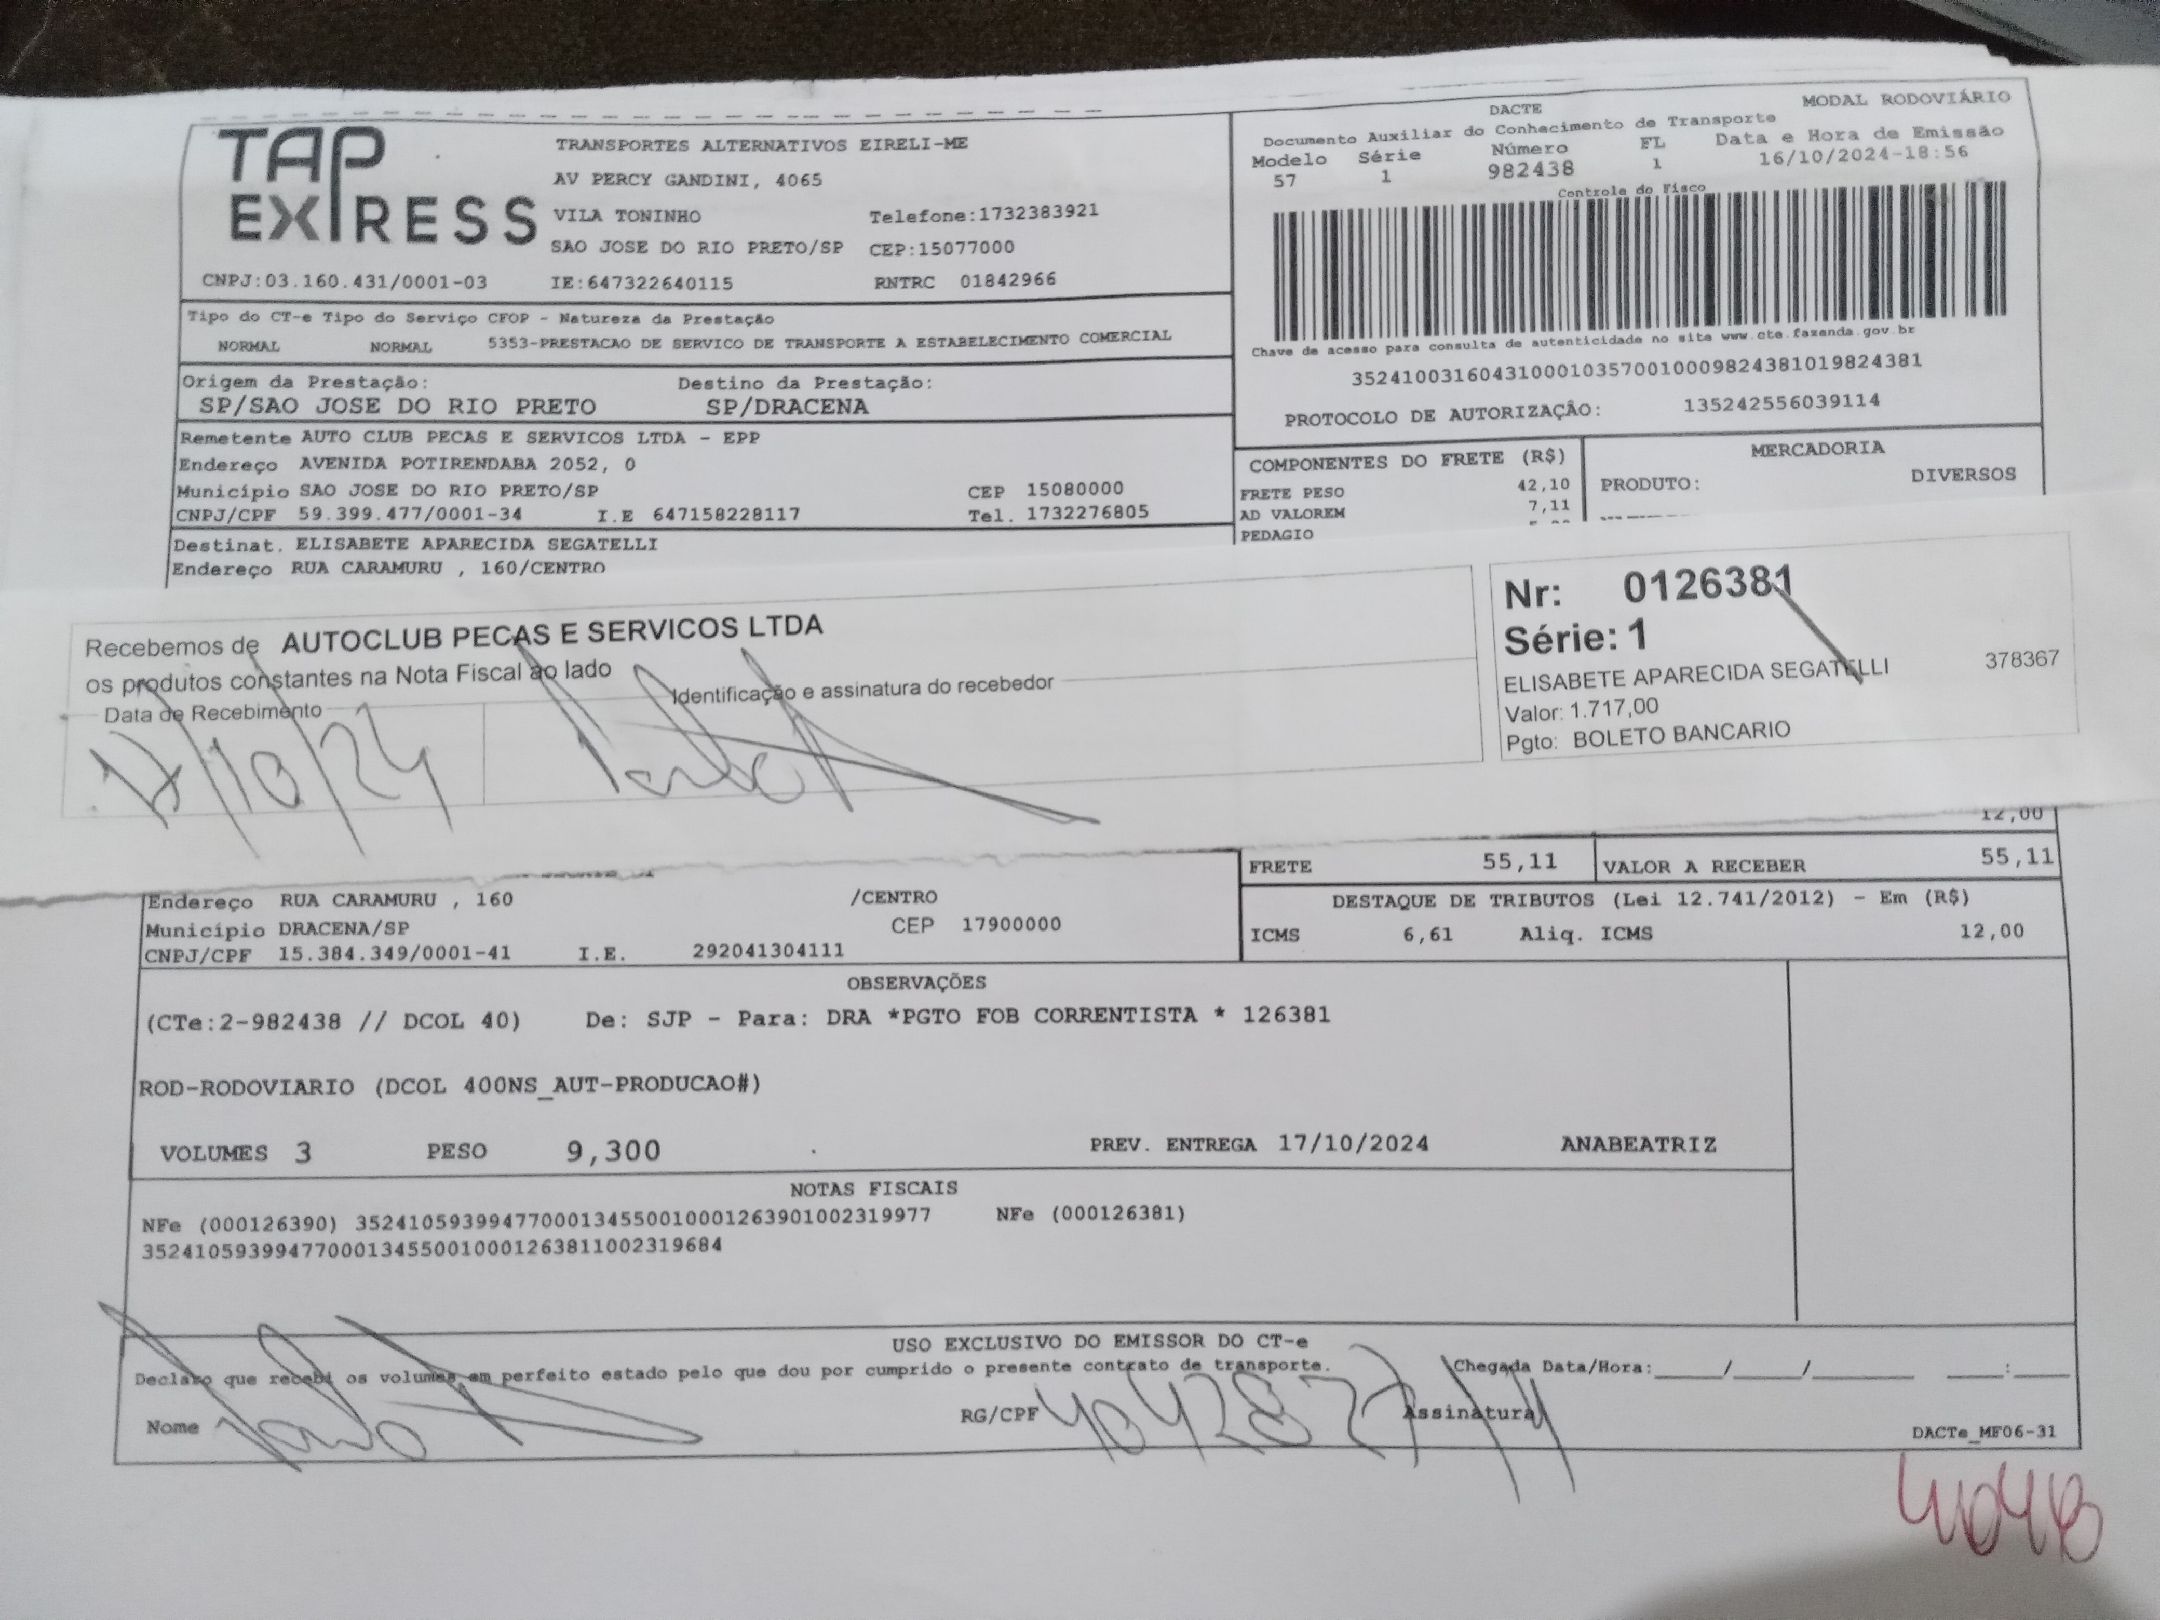 TAP EXPRESS
TRANSPORTES ALTERNATIVOS EIRELI-ME
AV PERCY GANDINI, 4065
VILA TONINHO Telefone:1732383921
SAO JOSE DO RIO PRETO/SP CEP:15077000
CNPJ:03.160.431/0001-03 IE:647322640115 RNTRC 01842966
DACTE MODAL RODOVIÁRIO
Documento Auxiliar do Conhecimento de Transporte
Modelo Série Número FL Data e Hora de Emissão
57 1 982438 1 16/10/2024-18:56
Controle do Fisco
Chave de acesso para consulta de autenticidade no site www.cte.fazenda.gov.br
35241003160431000103570010009824381019824381
PROTOCOLO DE AUTORIZAÇÃO: 135242556039114
Tipo do CT-e Tipo do Serviço CFOP - Natureza da Prestação
NORMAL NORMAL 5353-PRESTACAO DE SERVICO DE TRANSPORTE A ESTABELECIMENTO COMERCIAL
Origem da Prestação: Destino da Prestação:
SP/SAO JOSE DO RIO PRETO SP/DRACENA
Remetente AUTO CLUB PECAS E SERVICOS LTDA - EPP
Endereço AVENIDA POTIRENDABA 2052, 0
Município SAO JOSE DO RIO PRETO/SP CEP 15080000
CNPJ/CPF 59.399.477/0001-34 I.E 647158228117 Tel. 1732276805
Destinat. ELISABETE APARECIDA SEGATELLI
Endereço RUA CARAMURU , 160/CENTRO
COMPONENTES DO FRETE (R$)
FRETE PESO 42,10
AD VALOREM 7,11
PEDAGIO
MERCADORIA
PRODUTO: DIVERSOS
Recebemos de AUTOCLUB PECAS E SERVICOS LTDA
os produtos constantes na Nota Fiscal ao lado
Data de Recebimento Identificação e assinatura do recebedor
17/10/24
Nr: 0126381
Série: 1
ELISABETE APARECIDA SEGATELLI 378367
Valor: 1.717,00
Pgto: BOLETO BANCARIO
12,00
FRETE 55,11 VALOR A RECEBER 55,11
Endereço RUA CARAMURU , 160 /CENTRO
Município DRACENA/SP CEP 17900000
CNPJ/CPF 15.384.349/0001-41 I.E. 292041304111
DESTAQUE DE TRIBUTOS (Lei 12.741/2012) - Em (R$)
ICMS 6,61 Aliq. ICMS 12,00
OBSERVAÇÕES
(CTe:2-982438 // DCOL 40) De: SJP - Para: DRA *PGTO FOB CORRENTISTA * 126381
ROD-RODOVIARIO (DCOL 400NS_AUT-PRODUCAO#)
VOLUMES 3 PESO 9,300 PREV. ENTREGA 17/10/2024 ANABEATRIZ
NOTAS FISCAIS
NFe (000126390) 35241059399477000134550010001263901002319977 NFe (000126381)
35241059399477000134550010001263811002319684
USO EXCLUSIVO DO EMISSOR DO CT-e
Declaro que recebi os volumes em perfeito estado pelo que dou por cumprido o presente contrato de transporte. Chegada Data/Hora:_____/_____/_______ ____:____
Nome RG/CPF Assinatura
DACTe_MF06-31